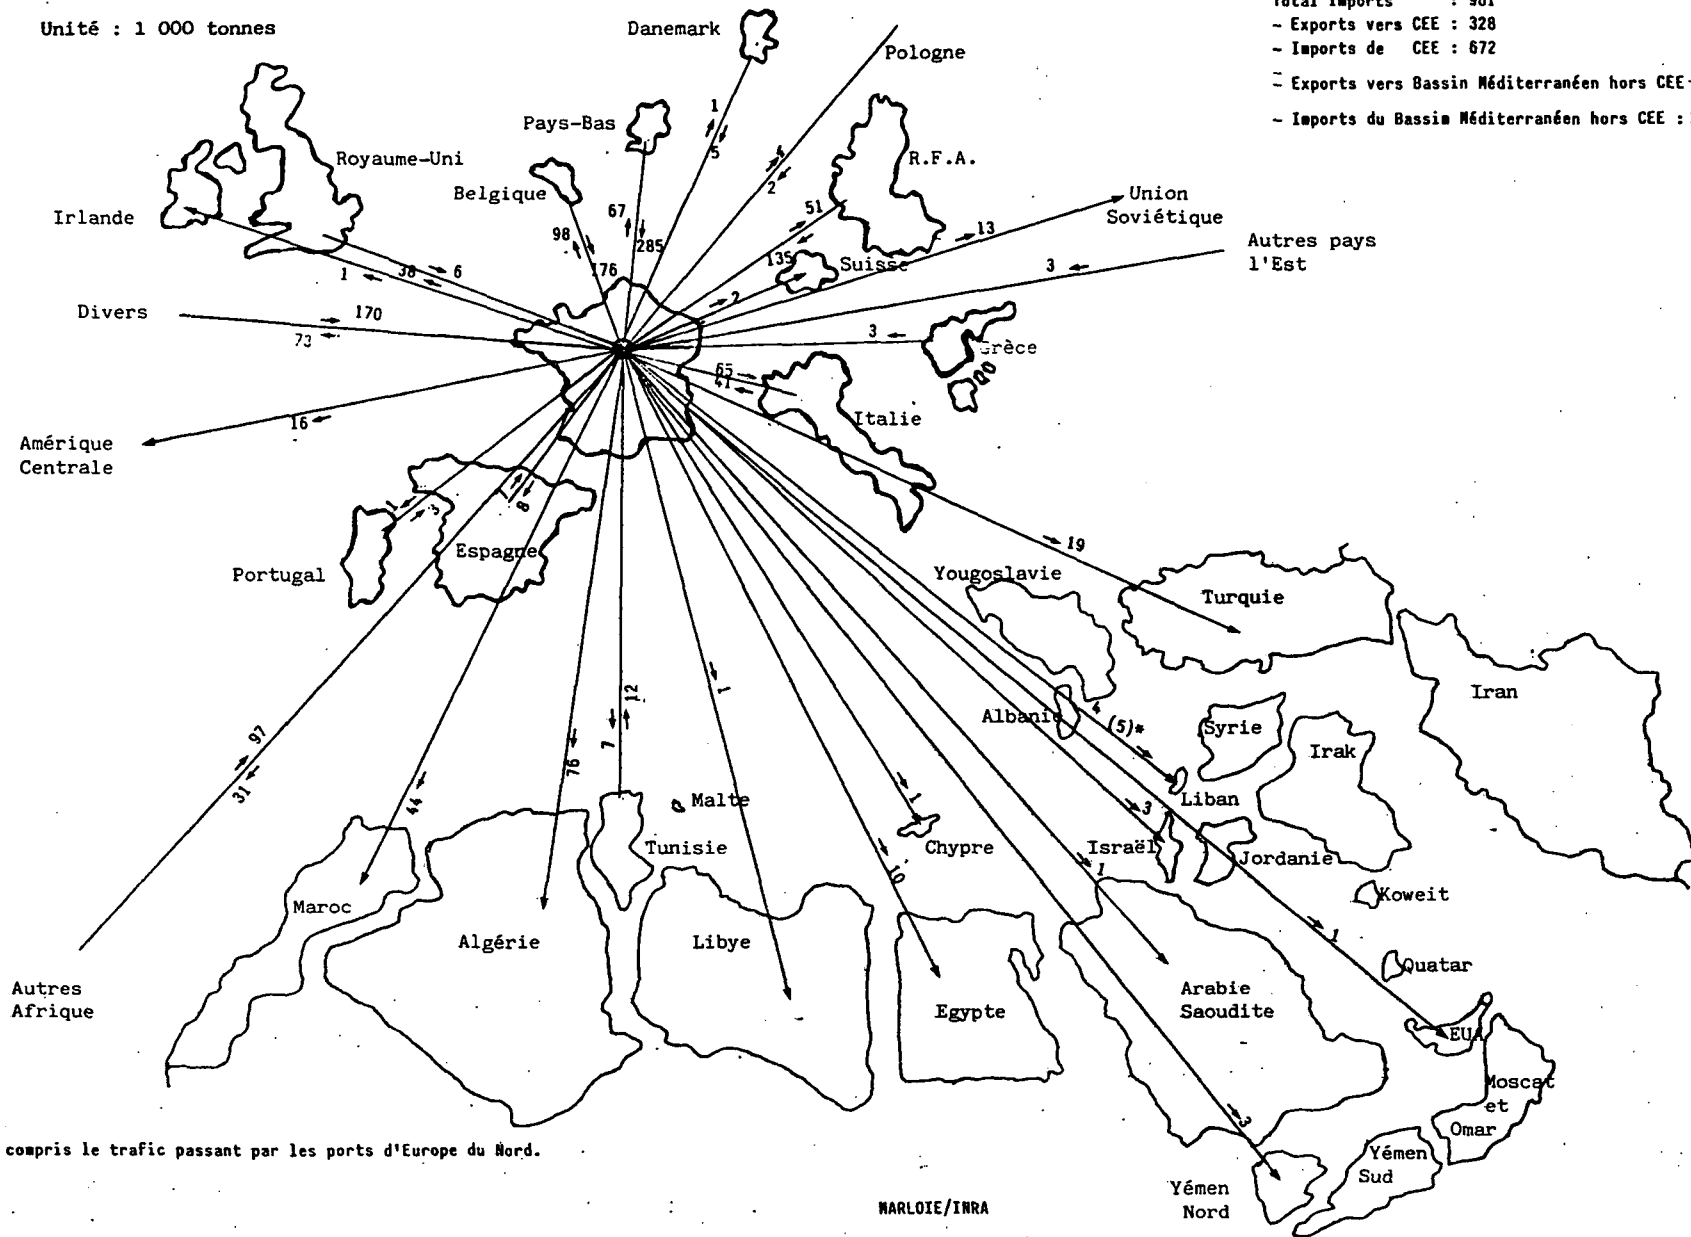 Unité : 1 000 tonnes
Total Imports : 981
~ Exports vers CEE : 328
~ Imports de CEE : 672
- Exports vers Bassin Méditerranéen hors CEE
~ Imports du Bassin Méditerranéen hors CEE :
Danemark
Pologne
1
5
2
Pays-Bas
67
285
Royaume-Uni
Belgique
98
176
R.F.A.
51
135
Suisse
2
Irlande
1
38
6
Union
Soviétique
13
Autres pays
l'Est
3
Divers
170
73
3
Grèce
65
41
Italie
16
Amérique
Centrale
1
3
8
Espagne
Portugal
19
Yougoslavie
Turquie
Iran
Albanie
4
(5)*
Syrie
Irak
Liban
3
Israël
Jordanie
1
Koweit
1
Quatar
EUA
Moscat
et
Omar
Yémen
Sud
Yémen
Nord
3
Arabie
Saoudite
Egypte
10
Chypre
1
1
Libye
Malte
Tunisie
7
12
76
Algérie
44
Maroc
97
31
Autres
Afrique
compris le trafic passant par les ports d'Europe du Nord.
MARLOIE/INRA